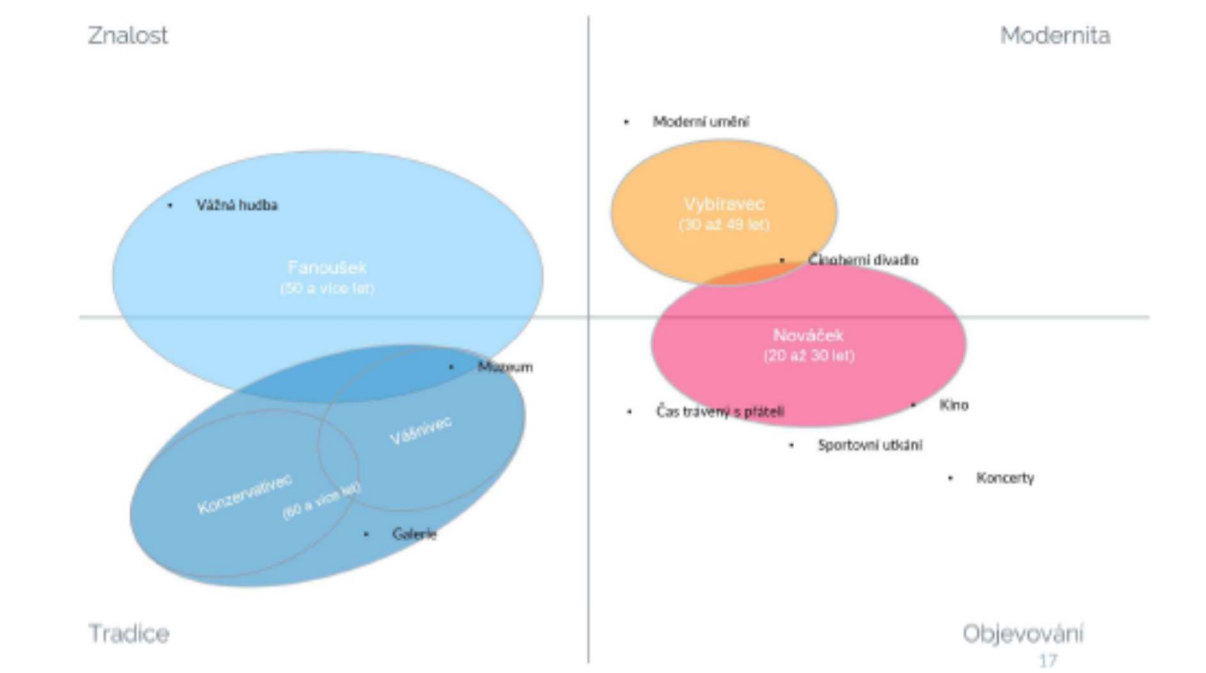 Znalost
Modernita
Moderní umění
Vážná hudba
Vybíravec
(30 až 49 let)
Činoherní divadlo
Fanoušek
(50 a více let)
Nováček
(20 až 30 let)
Muzeum
Čas trávený s přáteli
Kino
Vášnivec
Sportovní utkání
Koncerty
Konzervativec
(60 a více let)
Galerie
Tradice
Objevování
17